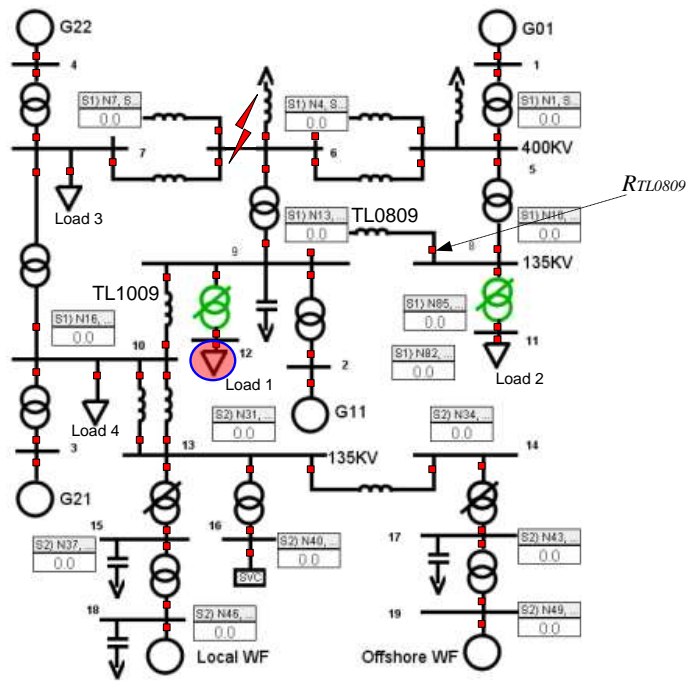 G22
G01
4
1
S1) N7, S...
0.0
S1) N4, S...
0.0
S1) N1, S...
0.0
7
6
400KV
5
Load 3
S1) N13, ...
0.0
TL0809
S1) N10, ...
0.0
RTL0809
9
8
135KV
TL1009
S1) N85, ...
0.0
S1) N16, ...
0.0
10
12
11
S1) N82, ...
0.0
Load 1
Load 2
2
Load 4
S2) N31, ...
0.0
G11
S2) N34, ...
0.0
3
13
135KV
14
G21
15
16
17
S2) N37, ...
0.0
S2) N40, ...
0.0
S2) N43, ...
0.0
SVC
18
S2) N46, ...
0.0
19
S2) N49, ...
0.0
Local WF
Offshore WF